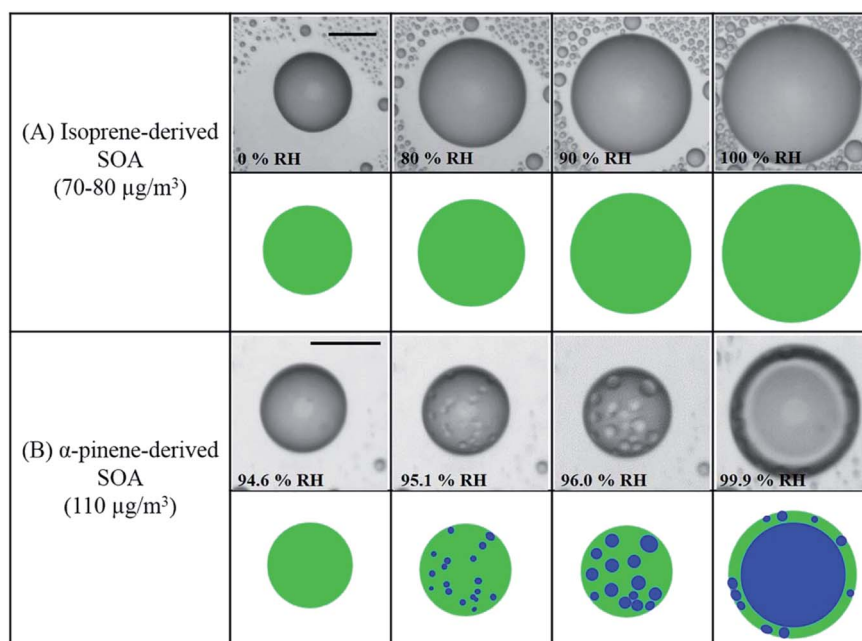 (A) Isoprene-derived
SOA
(70-80 µg/m³)
0 % RH
80 % RH
90 % RH
100 % RH
(B) α-pinene-derived
SOA
(110 µg/m³)
94.6 % RH
95.1 % RH
96.0 % RH
99.9 % RH